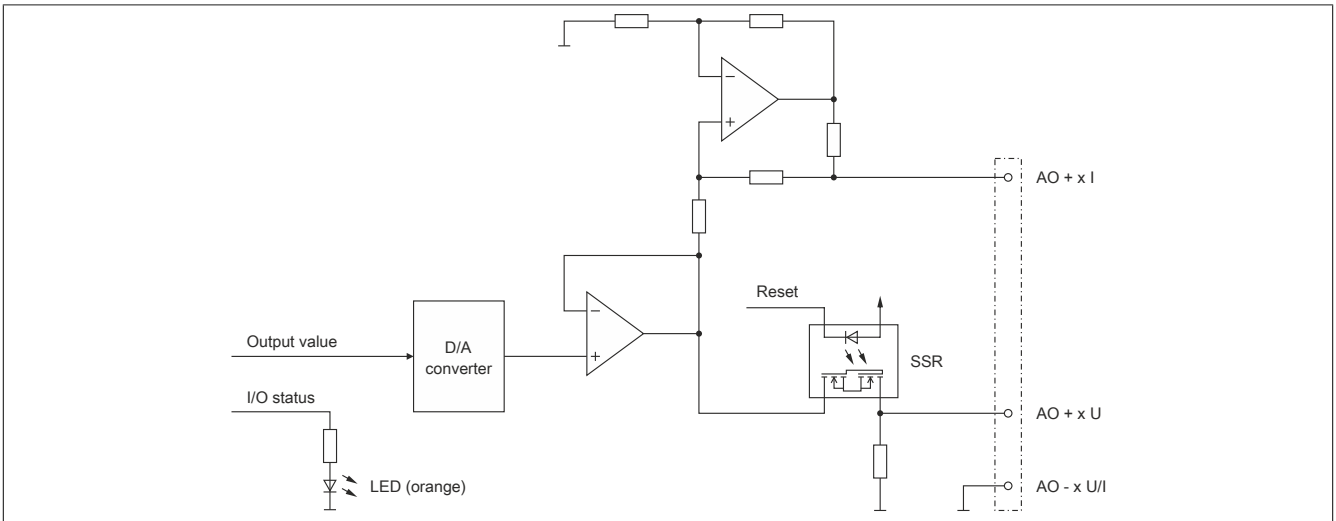 AO + x I
Reset
Output value
D/A
converter
SSR
I/O status
AO + x U
LED (orange)
AO - x U/I